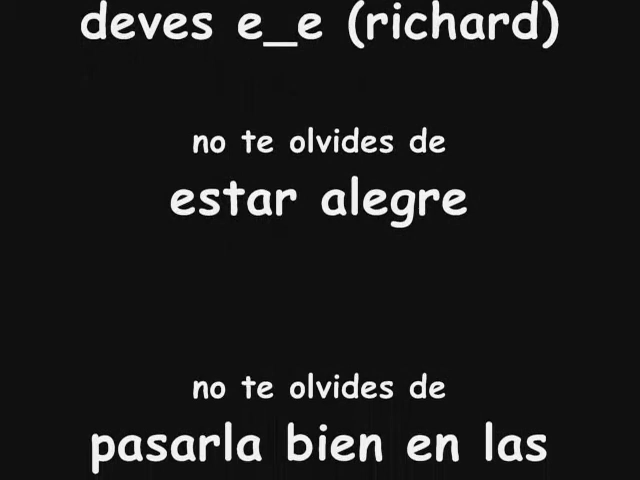 deves e_e (richard)
no te olvides de
estar alegre
no te olvides de
pasarla bien en las